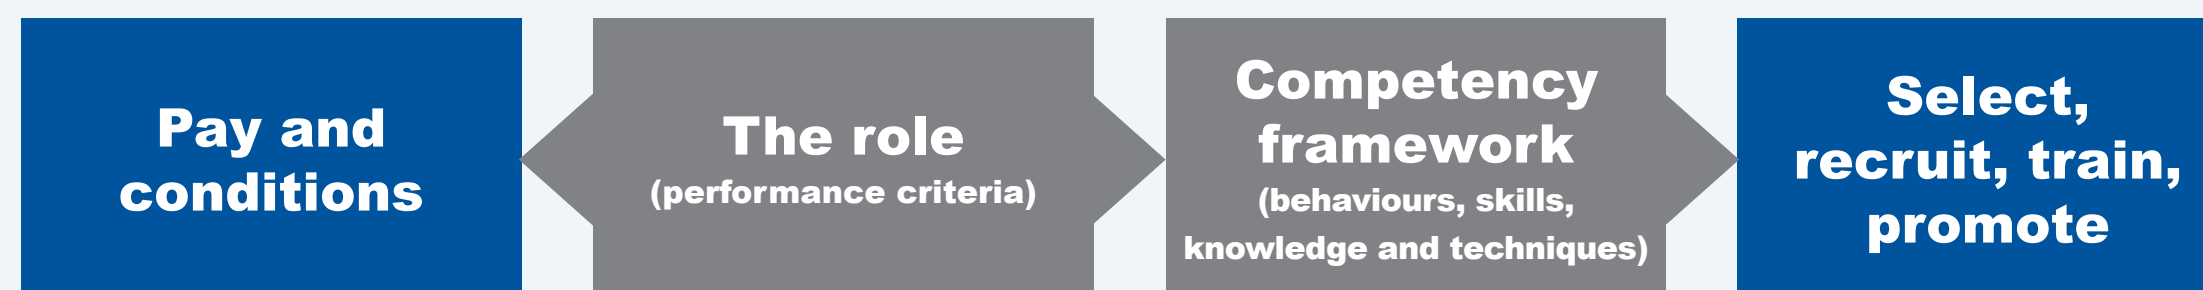 Pay and
conditions
The role
(performance criteria)
Competency
framework
(behaviours, skills,
knowledge and techniques)
Select,
recruit, train,
promote